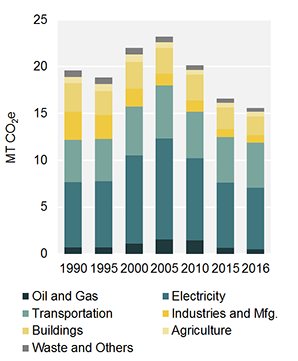 25
20
15
10
5
0
MT CO₂e
1990 1995 2000 2005 2010 2015 2016
Oil and Gas Electricity
Transportation Industries and Mfg.
Buildings Agriculture
Waste and Others